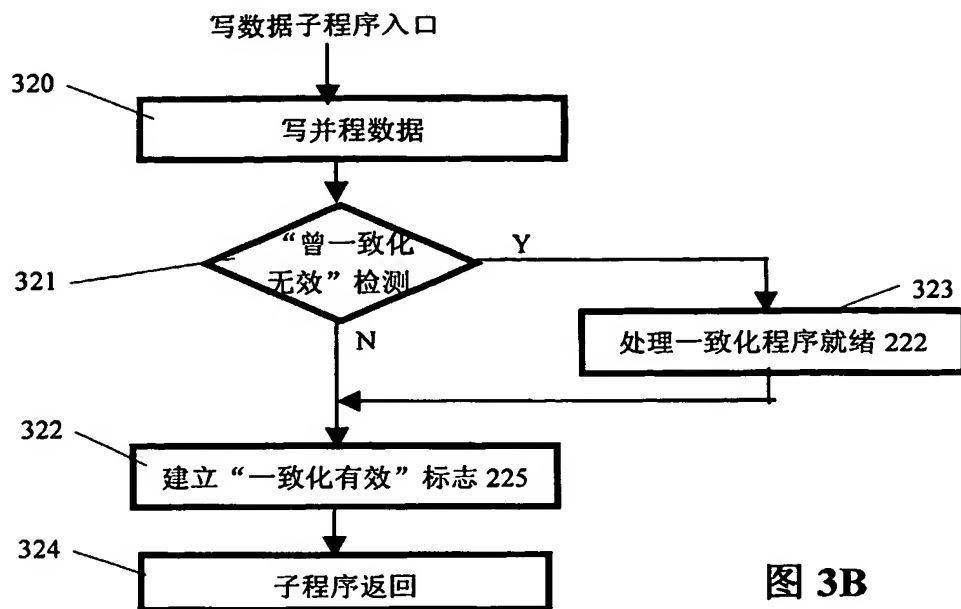 写数据子程序入口
320
写并程数据
“曾一致化
无效”检测
Y
321
323
N
处理一致化程序就绪 222
322
建立“一致化有效”标志 225
324
子程序返回
图 3B